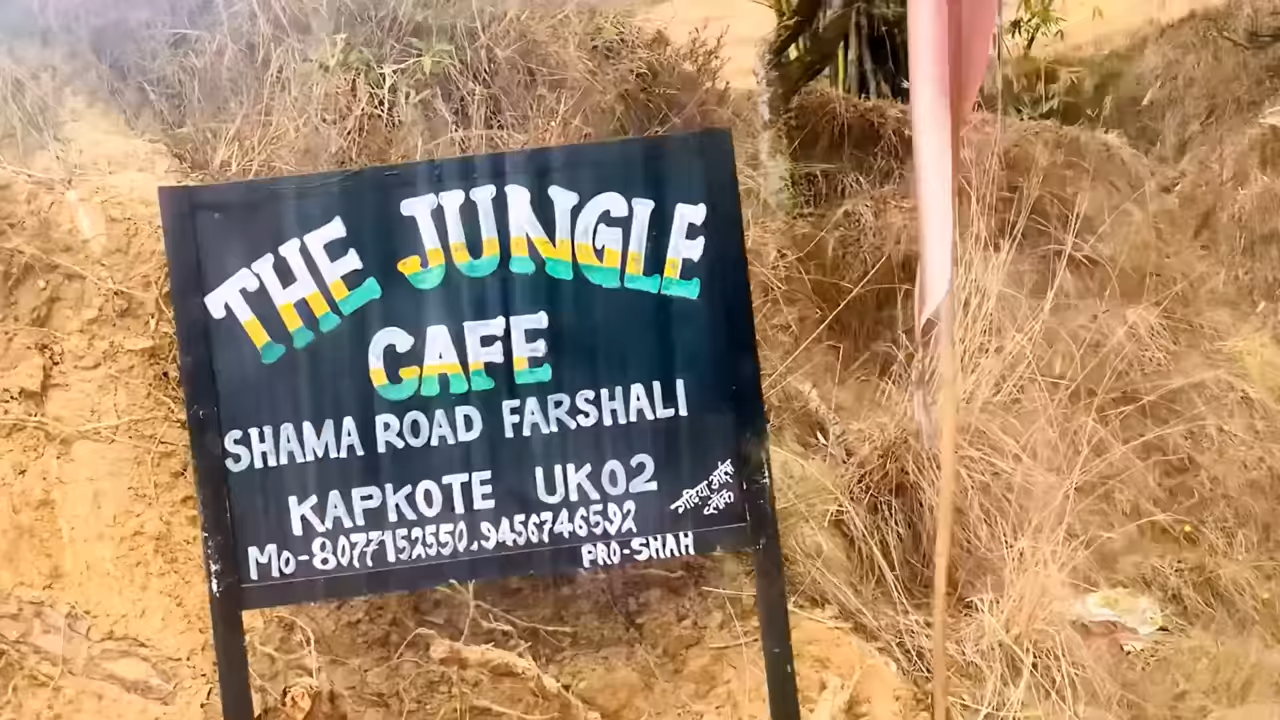 THE JUNGLE
CAFE
SHAMA ROAD FARSHALI
KAPKOTE UK02
Mo-8077152550.9456746592
PRO-SHAH